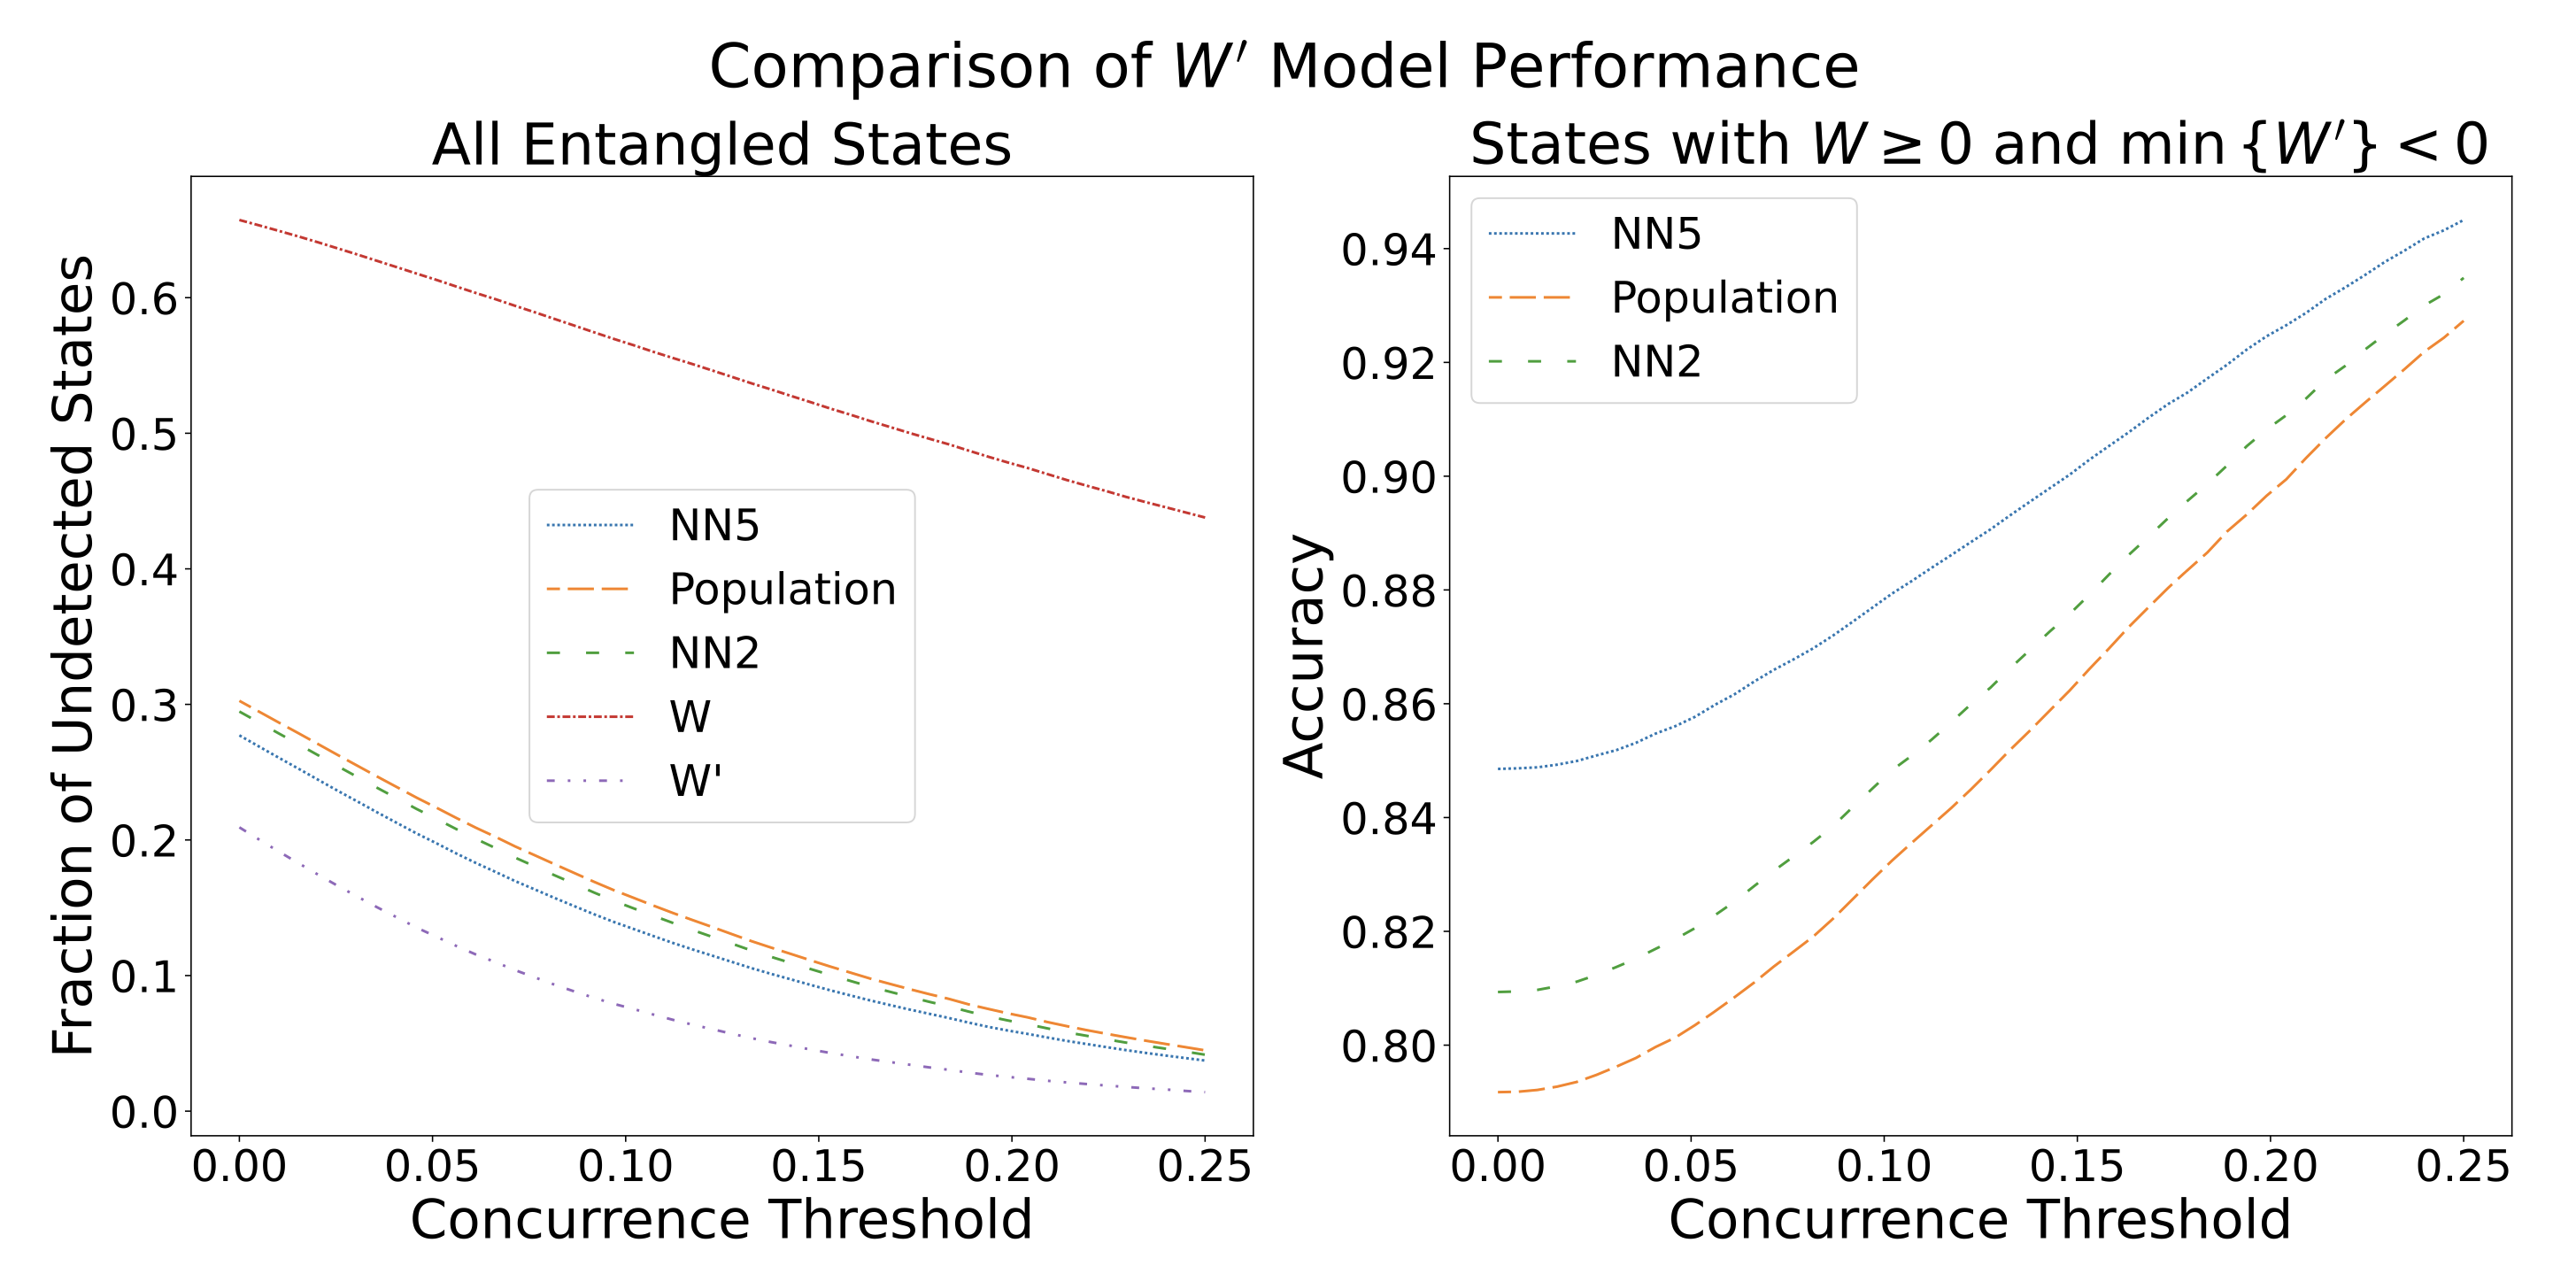 Comparison of W′ Model Performance
All Entangled States
Fraction of Undetected States
0.6
0.5
0.4
0.3
0.2
0.1
0.0
NN5
Population
NN2
W
W'
0.00 0.05 0.10 0.15 0.20 0.25
Concurrence Threshold
States with W ≥ 0 and min {W′} < 0
Accuracy
0.94
0.92
0.90
0.88
0.86
0.84
0.82
0.80
NN5
Population
NN2
0.00 0.05 0.10 0.15 0.20 0.25
Concurrence Threshold